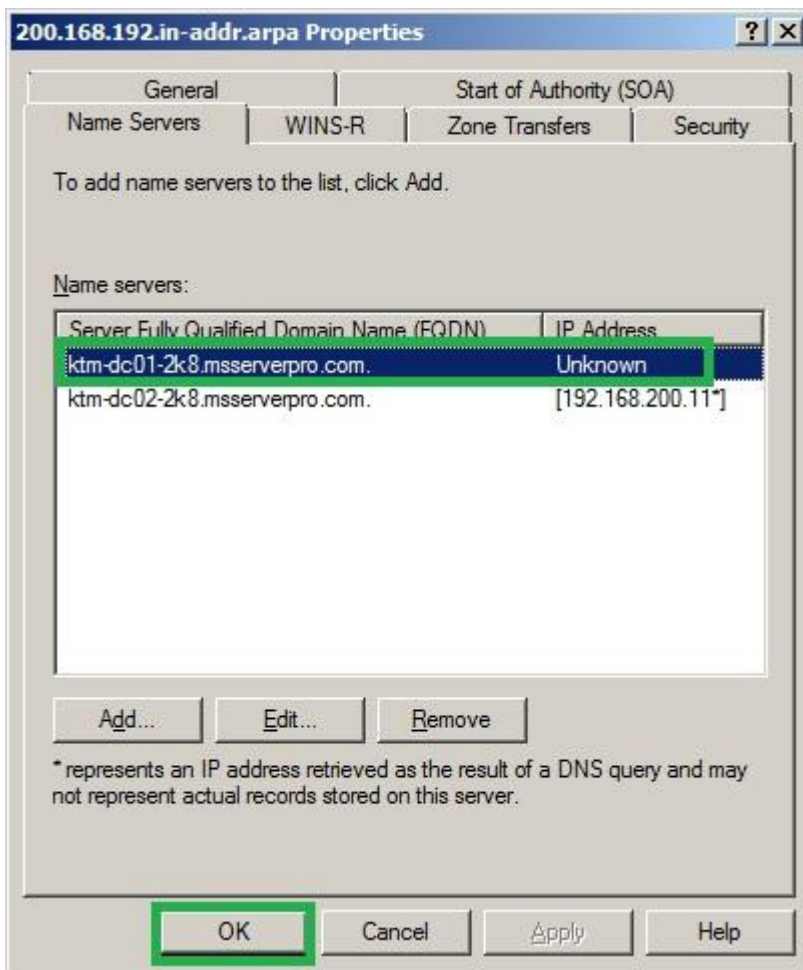 200.168.192.in-addr.arpa Properties
General Start of Authority (SOA)
Name Servers WINS-R Zone Transfers Security
To add name servers to the list, click Add.
Name servers:
Server Fully Qualified Domain Name (FQDN) IP Address
ktm-dc01-2k8.msserverpro.com. Unknown
ktm-dc02-2k8.msserverpro.com. [192.168.200.11*]
Add... Edit... Remove
* represents an IP address retrieved as the result of a DNS query and may
not represent actual records stored on this server.
OK Cancel Apply Help